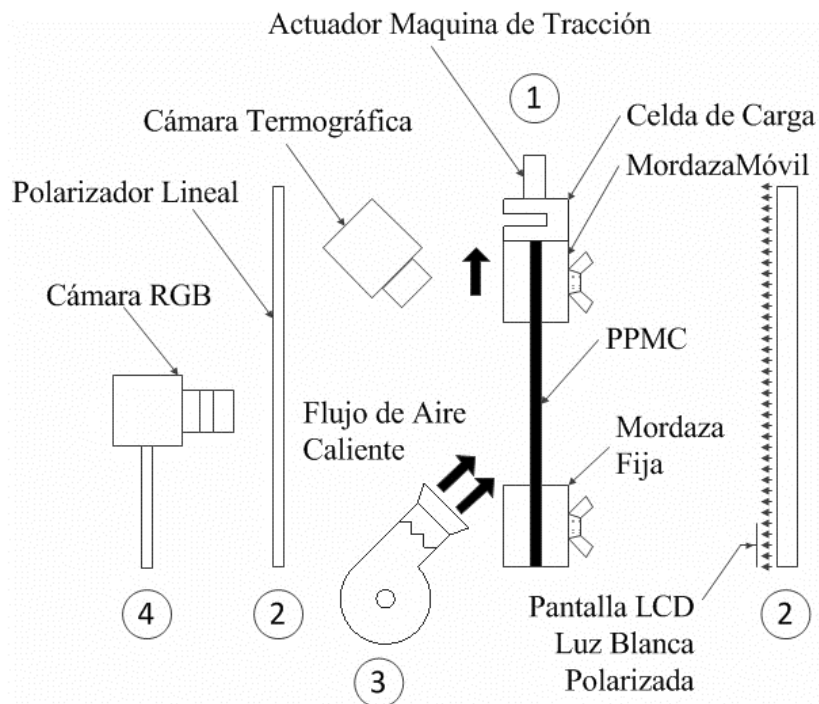 Actuador Maquina de Tracción
1
Cámara Termográfica
Celda de Carga
MordazaMóvil
Polarizador Lineal
Cámara RGB
PPMC
Flujo de Aire
Caliente
Mordaza
Fija
4
2
3
Pantalla LCD
Luz Blanca
Polarizada
2